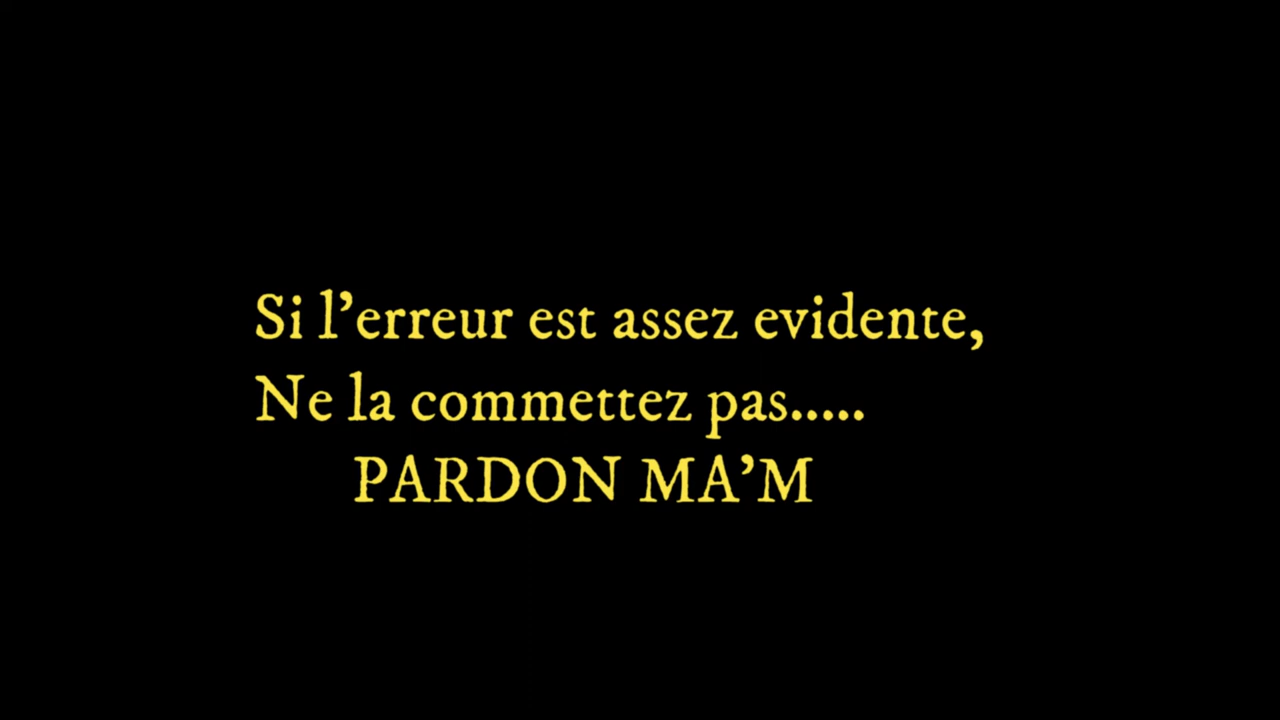 Si l’erreur est assez evidente,
Ne la commettez pas.....
PARDON MA’M